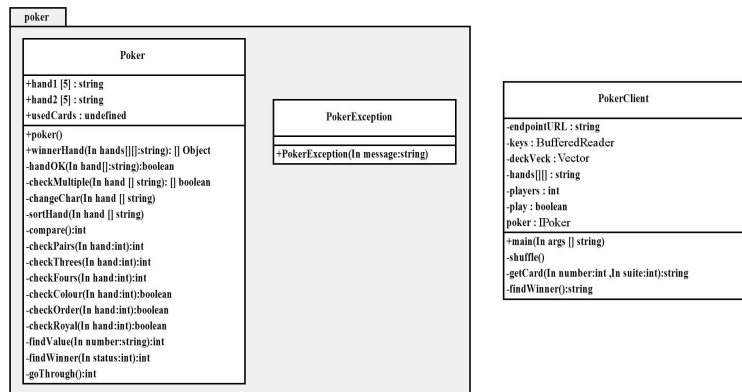 poker
Poker
+hand1 [5] : string
+hand2 [5] : string
+usedCards : undefined
+poker()
+winnerHand(In hands[][]:string): [] Object
-handOK(In hand[]:string):boolean
-checkMultiple(In hand [] string): [] boolean
-changeChar(In hand [] string)
-sortHand(In hand [] string)
-compare():int
-checkPairs(In hand:int):int
-checkThrees(In hand:int):int
-checkFours(In hand:int):int
-checkColour(In hand:int):boolean
-checkOrder(In hand:int):boolean
-checkRoyal(In hand:int):boolean
-findValue(In number:string):int
-findWinner(In status:int):int
-goThrough():int
PokerException
+PokerException(In message:string)
PokerClient
-endpointURL : string
-keys : BufferedReader
-deckVeck : Vector
-hands[][] : string
-players : int
-play : boolean
poker : IPoker
+main(In args [] string)
-shuffle()
-getCard(In number:int ,In suite:int):string
-findWinner():string